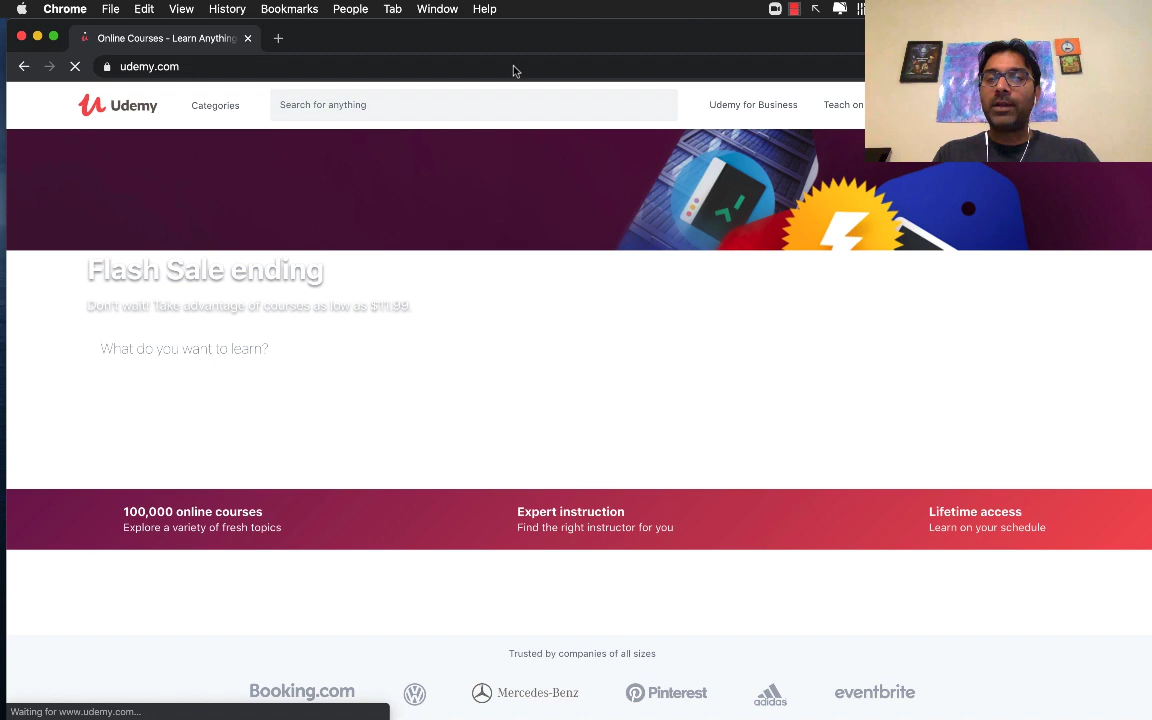 Chrome File Edit View History Bookmarks People Tab Window Help
Online Courses - Learn Anything
udemy.com
Udemy Categories Search for anything Udemy for Business Teach on
Flash Sale ending
Don't wait! Take advantage of courses as low as $11.99.
What do you want to learn?
100,000 online courses
Explore a variety of fresh topics
Expert instruction
Find the right instructor for you
Lifetime access
Learn on your schedule
Trusted by companies of all sizes
Booking.com Mercedes-Benz Pinterest adidas eventbrite
Waiting for www.udemy.com...